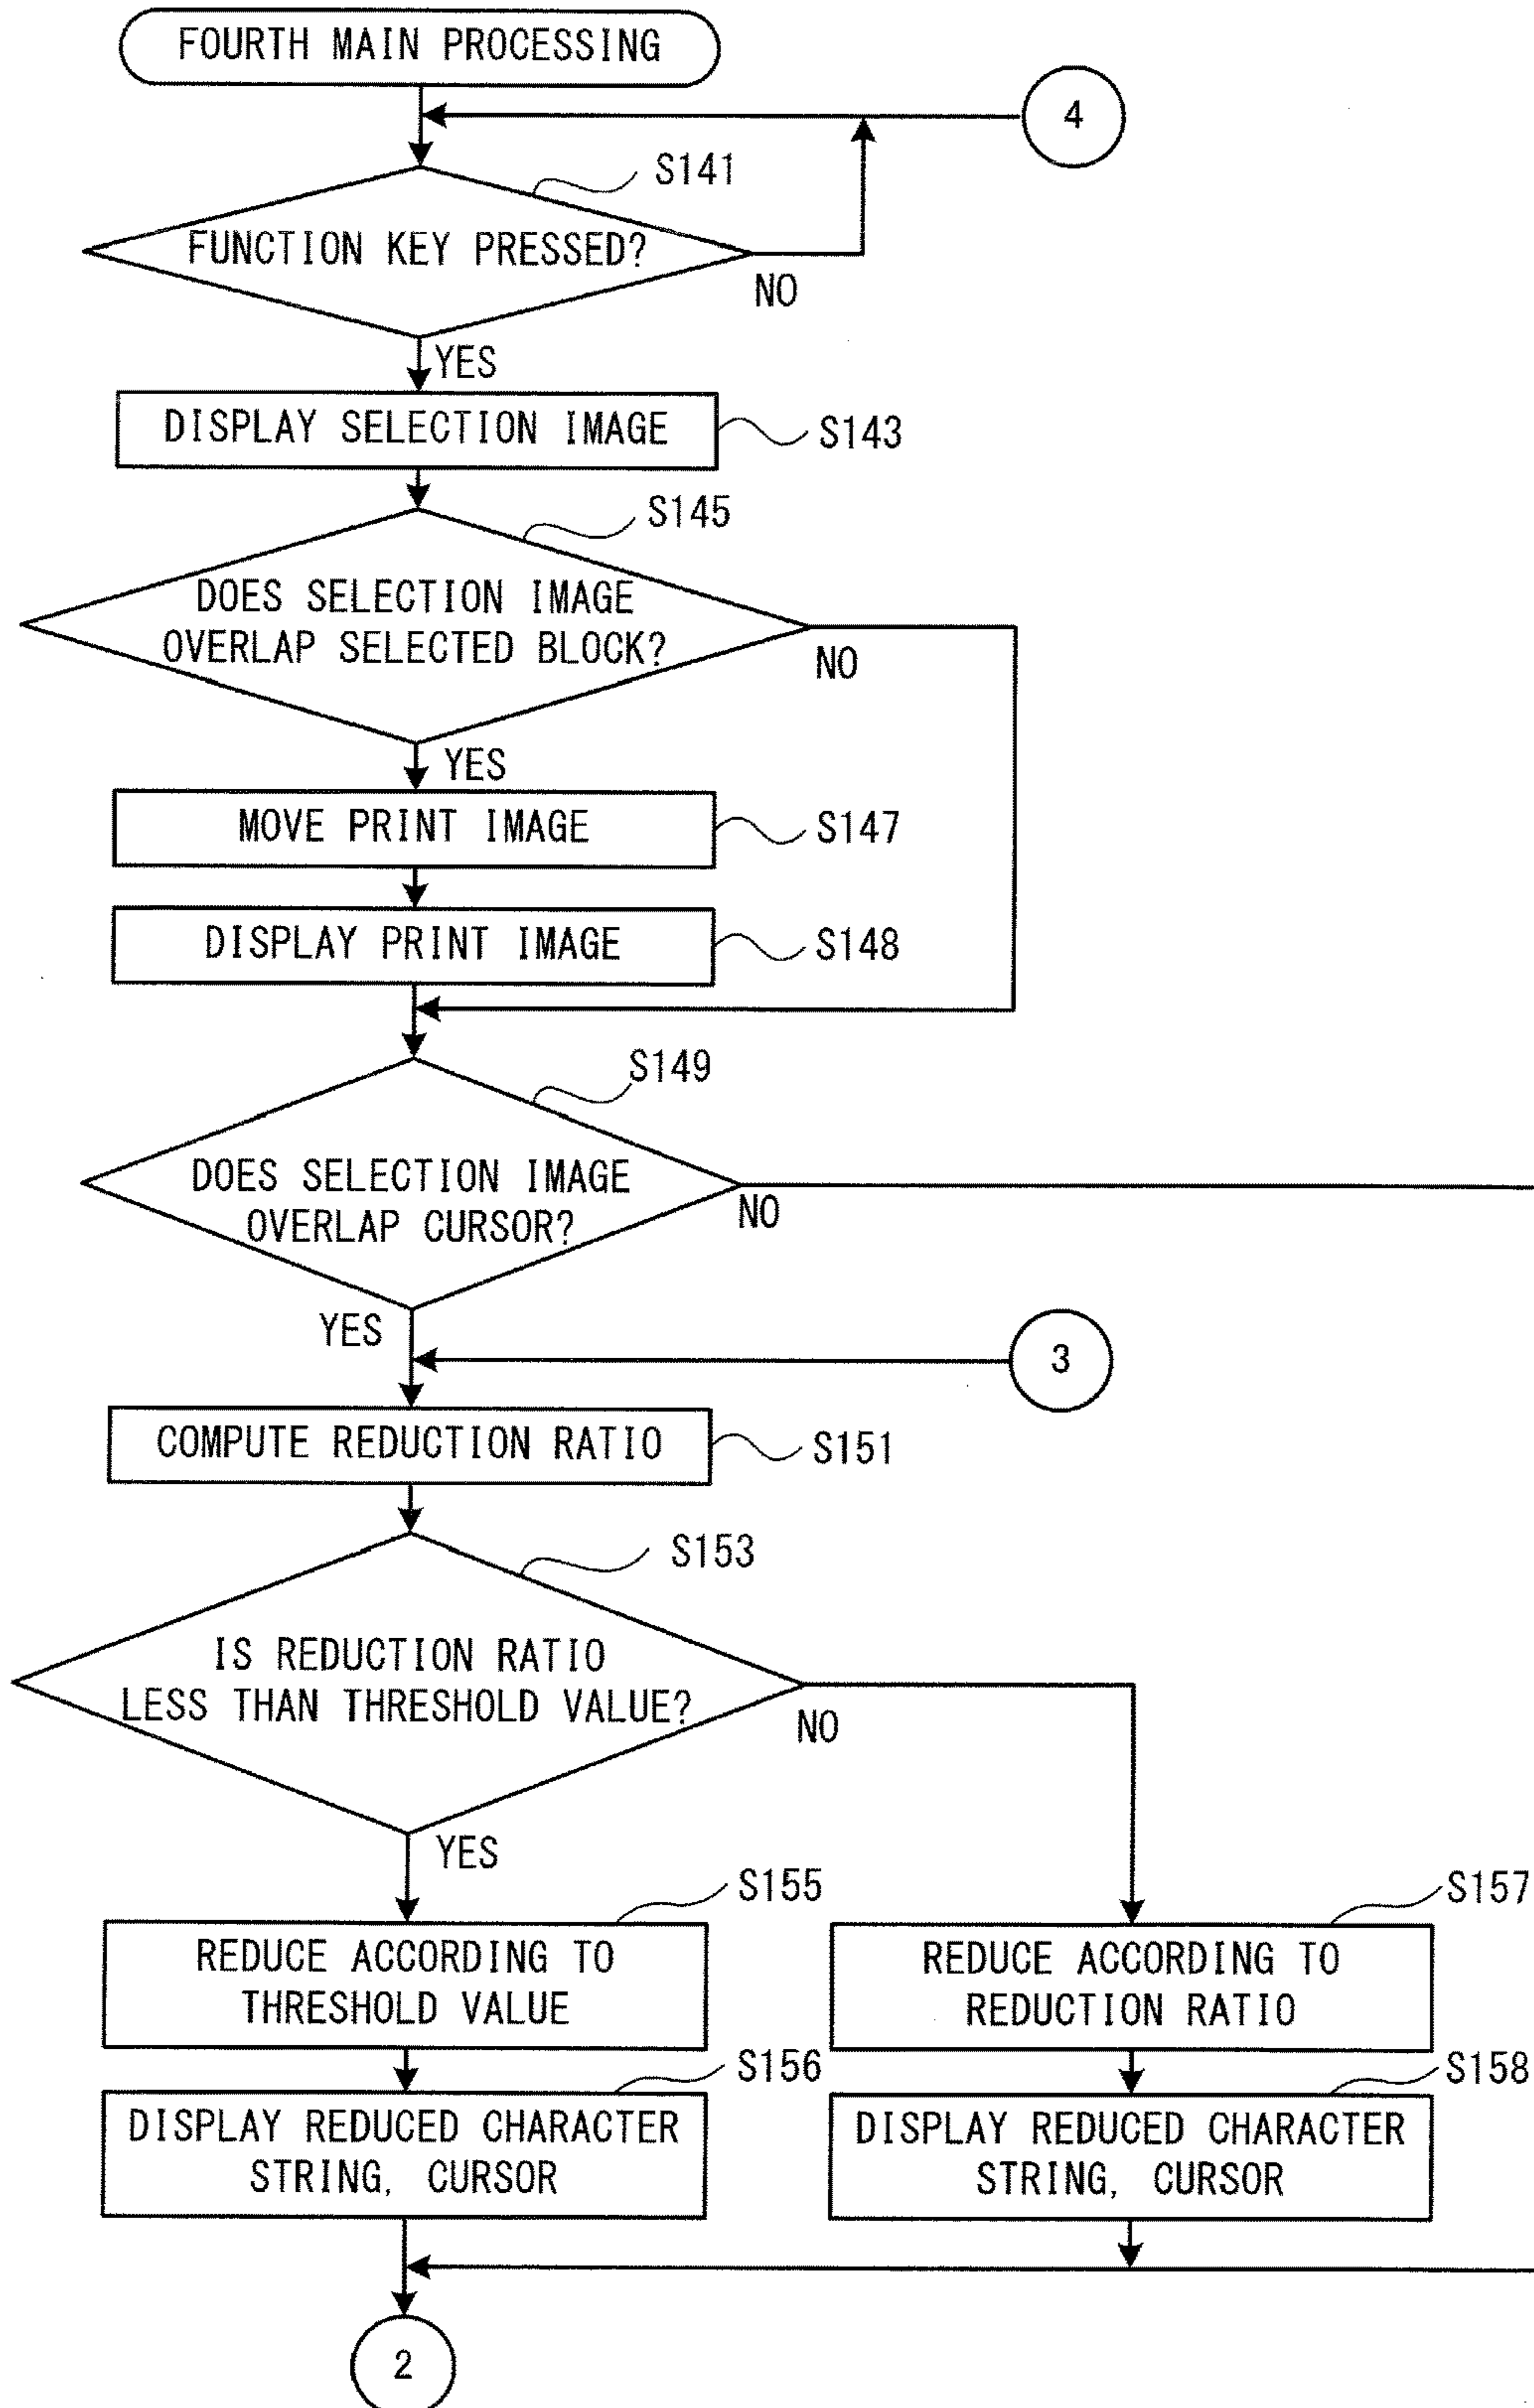 FOURTH MAIN PROCESSING
4
S141
FUNCTION KEY PRESSED?
NO
YES
DISPLAY SELECTION IMAGE
S143
S145
DOES SELECTION IMAGE
OVERLAP SELECTED BLOCK?
NO
YES
MOVE PRINT IMAGE
S147
DISPLAY PRINT IMAGE
S148
S149
DOES SELECTION IMAGE
OVERLAP CURSOR?
NO
YES
3
COMPUTE REDUCTION RATIO
S151
S153
IS REDUCTION RATIO
LESS THAN THRESHOLD VALUE?
NO
YES
S155
REDUCE ACCORDING TO
THRESHOLD VALUE
S157
REDUCE ACCORDING TO
REDUCTION RATIO
S156
DISPLAY REDUCED CHARACTER
STRING, CURSOR
S158
DISPLAY REDUCED CHARACTER
STRING, CURSOR
2